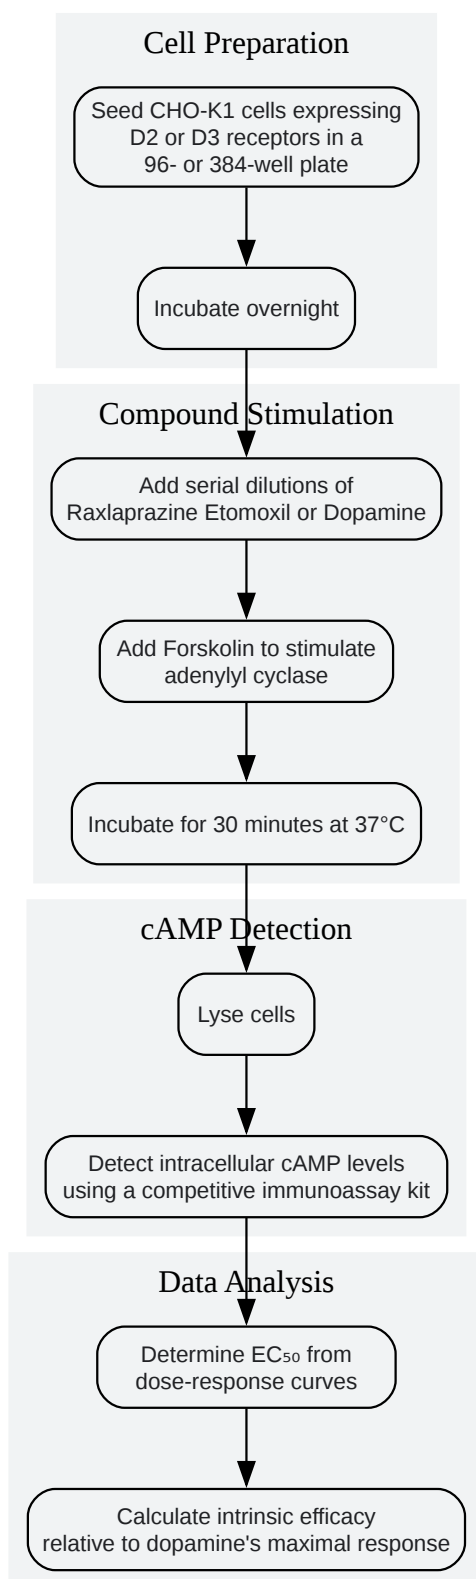 Cell Preparation
Seed CHO-K1 cells expressing
D2 or D3 receptors in a
96- or 384-well plate
Incubate overnight
Compound Stimulation
Add serial dilutions of
Raxlaprazine Etomoxil or Dopamine
Add Forskolin to stimulate
adenylyl cyclase
Incubate for 30 minutes at 37°C
cAMP Detection
Lyse cells
Detect intracellular cAMP levels
using a competitive immunoassay kit
Data Analysis
Determine EC₅₀ from
dose-response curves
Calculate intrinsic efficacy
relative to dopamine's maximal response